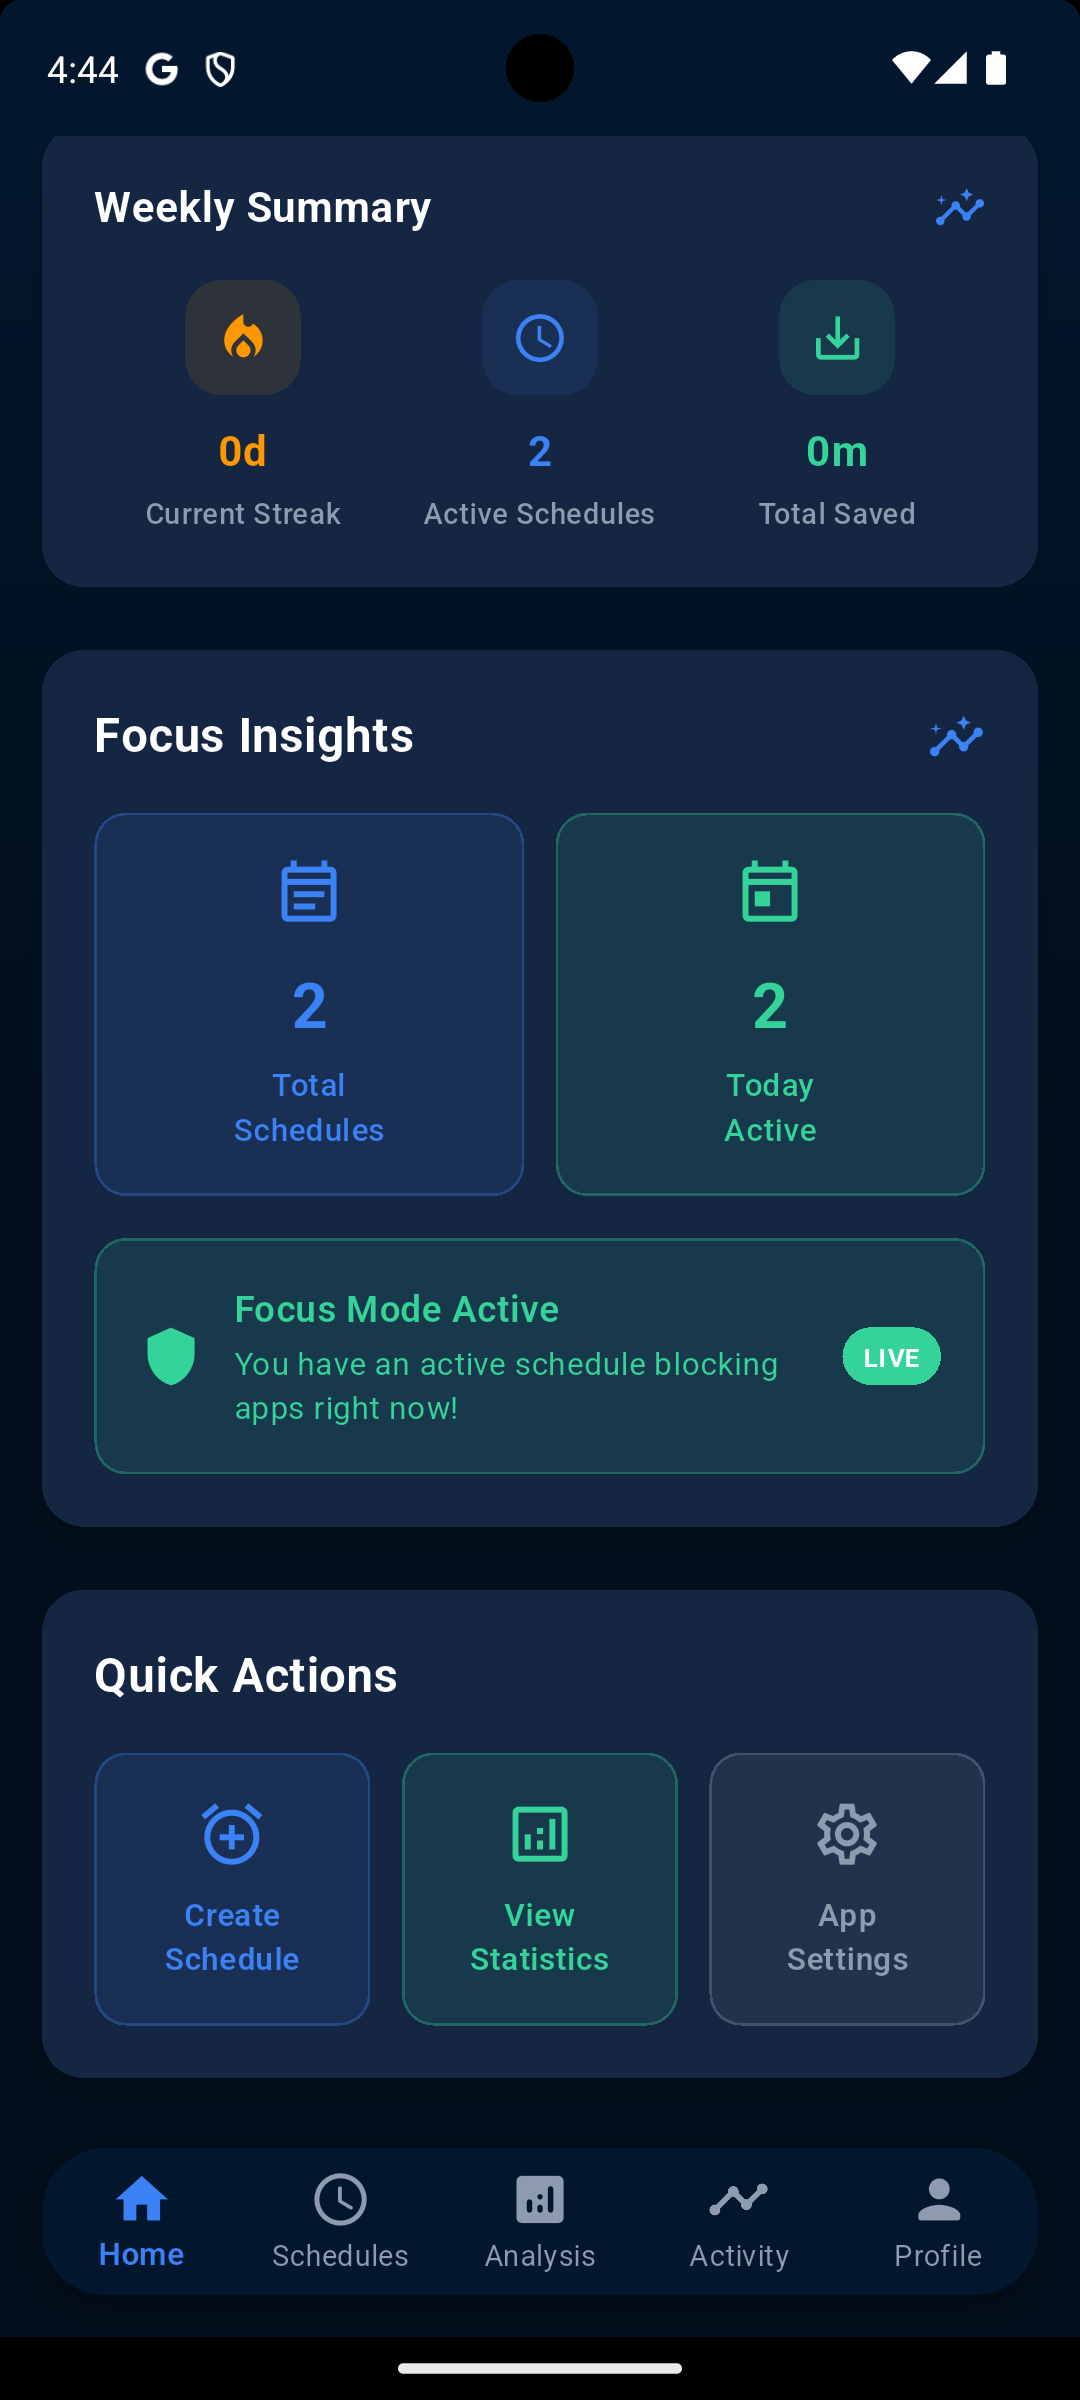 4:44
Weekly Summary
0d
2
0m
Current Streak
Active Schedules
Total Saved
Focus Insights
2
Total
Schedules
2
Today
Active
Focus Mode Active
You have an active schedule blocking
apps right now!
LIVE
Quick Actions
Create
Schedule
View
Statistics
App
Settings
Home
Schedules
Analysis
Activity
Profile